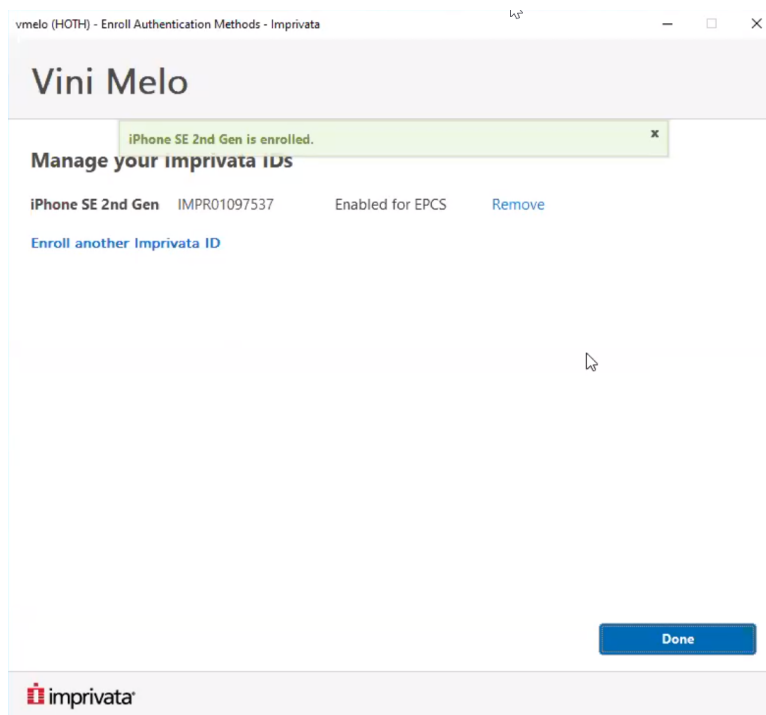 vmelo (HOTH) - Enroll Authentication Methods - Imprivata
Vini Melo
iPhone SE 2nd Gen is enrolled. x
Manage your Imprivata IDs
iPhone SE 2nd Gen IMPR01097537 Enabled for EPCS Remove
Enroll another Imprivata ID
Done
imprivata